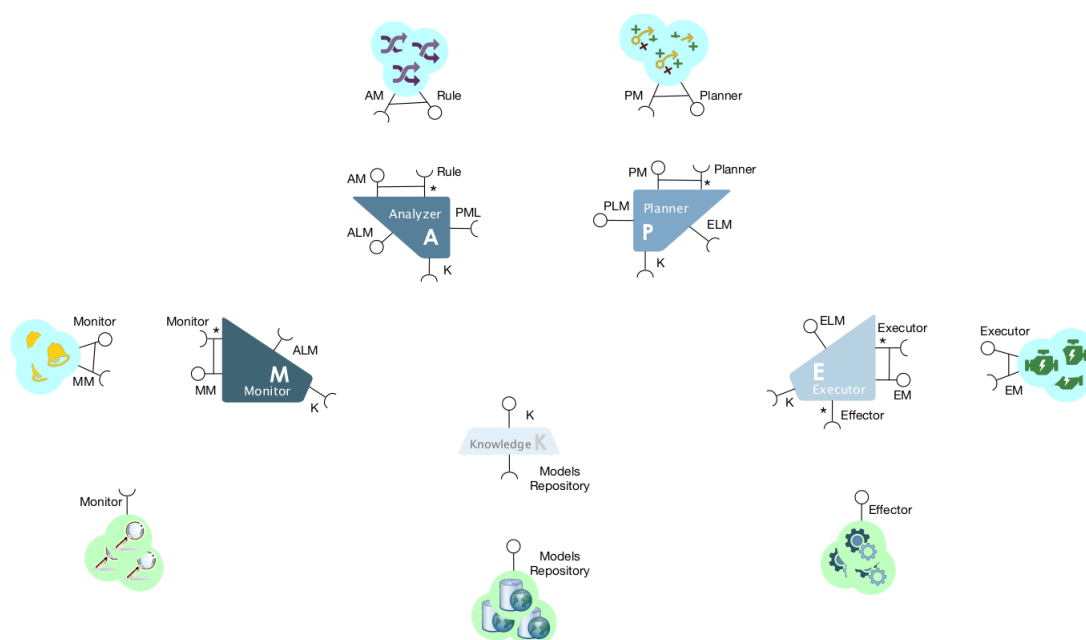 AM
Rule
PM
Planner
AM
Rule
*
Analyzer
A
PML
ALM
K
PM
Planner
*
PLM
Planner
P
ELM
K
Monitor
MM
Monitor
*
ALM
MM
M
Monitor
K
ELM
Executor
*
E
Executor
K
EM
*
Effector
Executor
EM
K
Knowledge K
Models
Repository
Monitor
Effector
Models
Repository